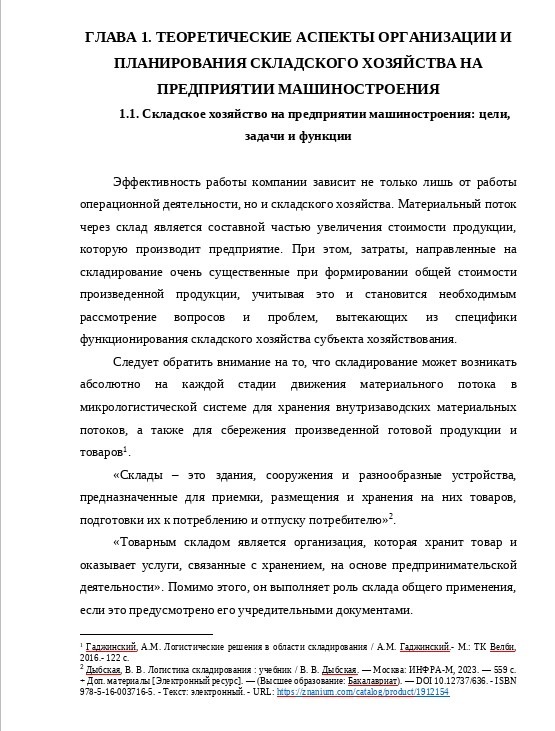 ГЛАВА 1. ТЕОРЕТИЧЕСКИЕ АСПЕКТЫ ОРГАНИЗАЦИИ И
ПЛАНИРОВАНИЯ СКЛАДСКОГО ХОЗЯЙСТВА НА
ПРЕДПРИЯТИИ МАШИНОСТРОЕНИЯ
1.1. Складское хозяйство на предприятии машиностроения: цели,
задачи и функции
Эффективность работы компании зависит не только лишь от работы
операционной деятельности, но и складского хозяйства. Материальный поток
через склад является составной частью увеличения стоимости продукции,
которую производит предприятие. При этом, затраты, направленные на
складирование очень существенные при формировании общей стоимости
произведенной продукции, учитывая это и становится необходимым
рассмотрение вопросов и проблем, вытекающих из специфики
функционирования складского хозяйства субъекта хозяйствования.
Следует обратить внимание на то, что складирование может возникать
абсолютно на каждой стадии движения материального потока в
микрологистической системе для хранения внутризаводских материальных
потоков, а также для сбережения произведенной готовой продукции и
товаров¹.
«Склады – это здания, сооружения и разнообразные устройства,
предназначенные для приемки, размещения и хранения на них товаров,
подготовки их к потреблению и отпуску потребителю»².
«Товарным складом является организация, которая хранит товар и
оказывает услуги, связанные с хранением, на основе предпринимательской
деятельности». Помимо этого, он выполняет роль склада общего применения,
если это предусмотрено его учредительными документами.
¹ Гаджинский, А.М. Логистические решения в области складирования / А.М. Гаджинский.- М.: ТК Велби,
2016.- 122 с.
² Дыбская, В. В. Логистика складирования : учебник / В. В. Дыбская. — Москва: ИНФРА-М, 2023. — 559 с.
+ Доп. материалы [Электронный ресурс]. — (Высшее образование: Бакалавриат). — DOI 10.12737/636. - ISBN
978-5-16-003716-5. - Текст: электронный. - URL: https://znanium.com/catalog/product/1912154